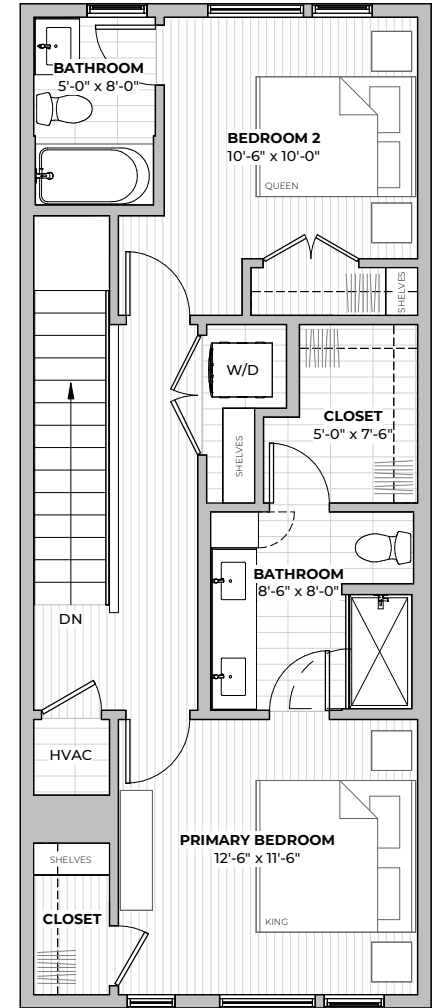 BATHROOM
5'-0" x 8'-0"
BEDROOM 2
10'-6" x 10'-0"
QUEEN
SHELVES
W/D
SHELVES
CLOSET
5'-0" x 7'-6"
BATHROOM
8'-6" x 8'-0"
DN
HVAC
PRIMARY BEDROOM
12'-6" x 11'-6"
SHELVES
CLOSET
KING